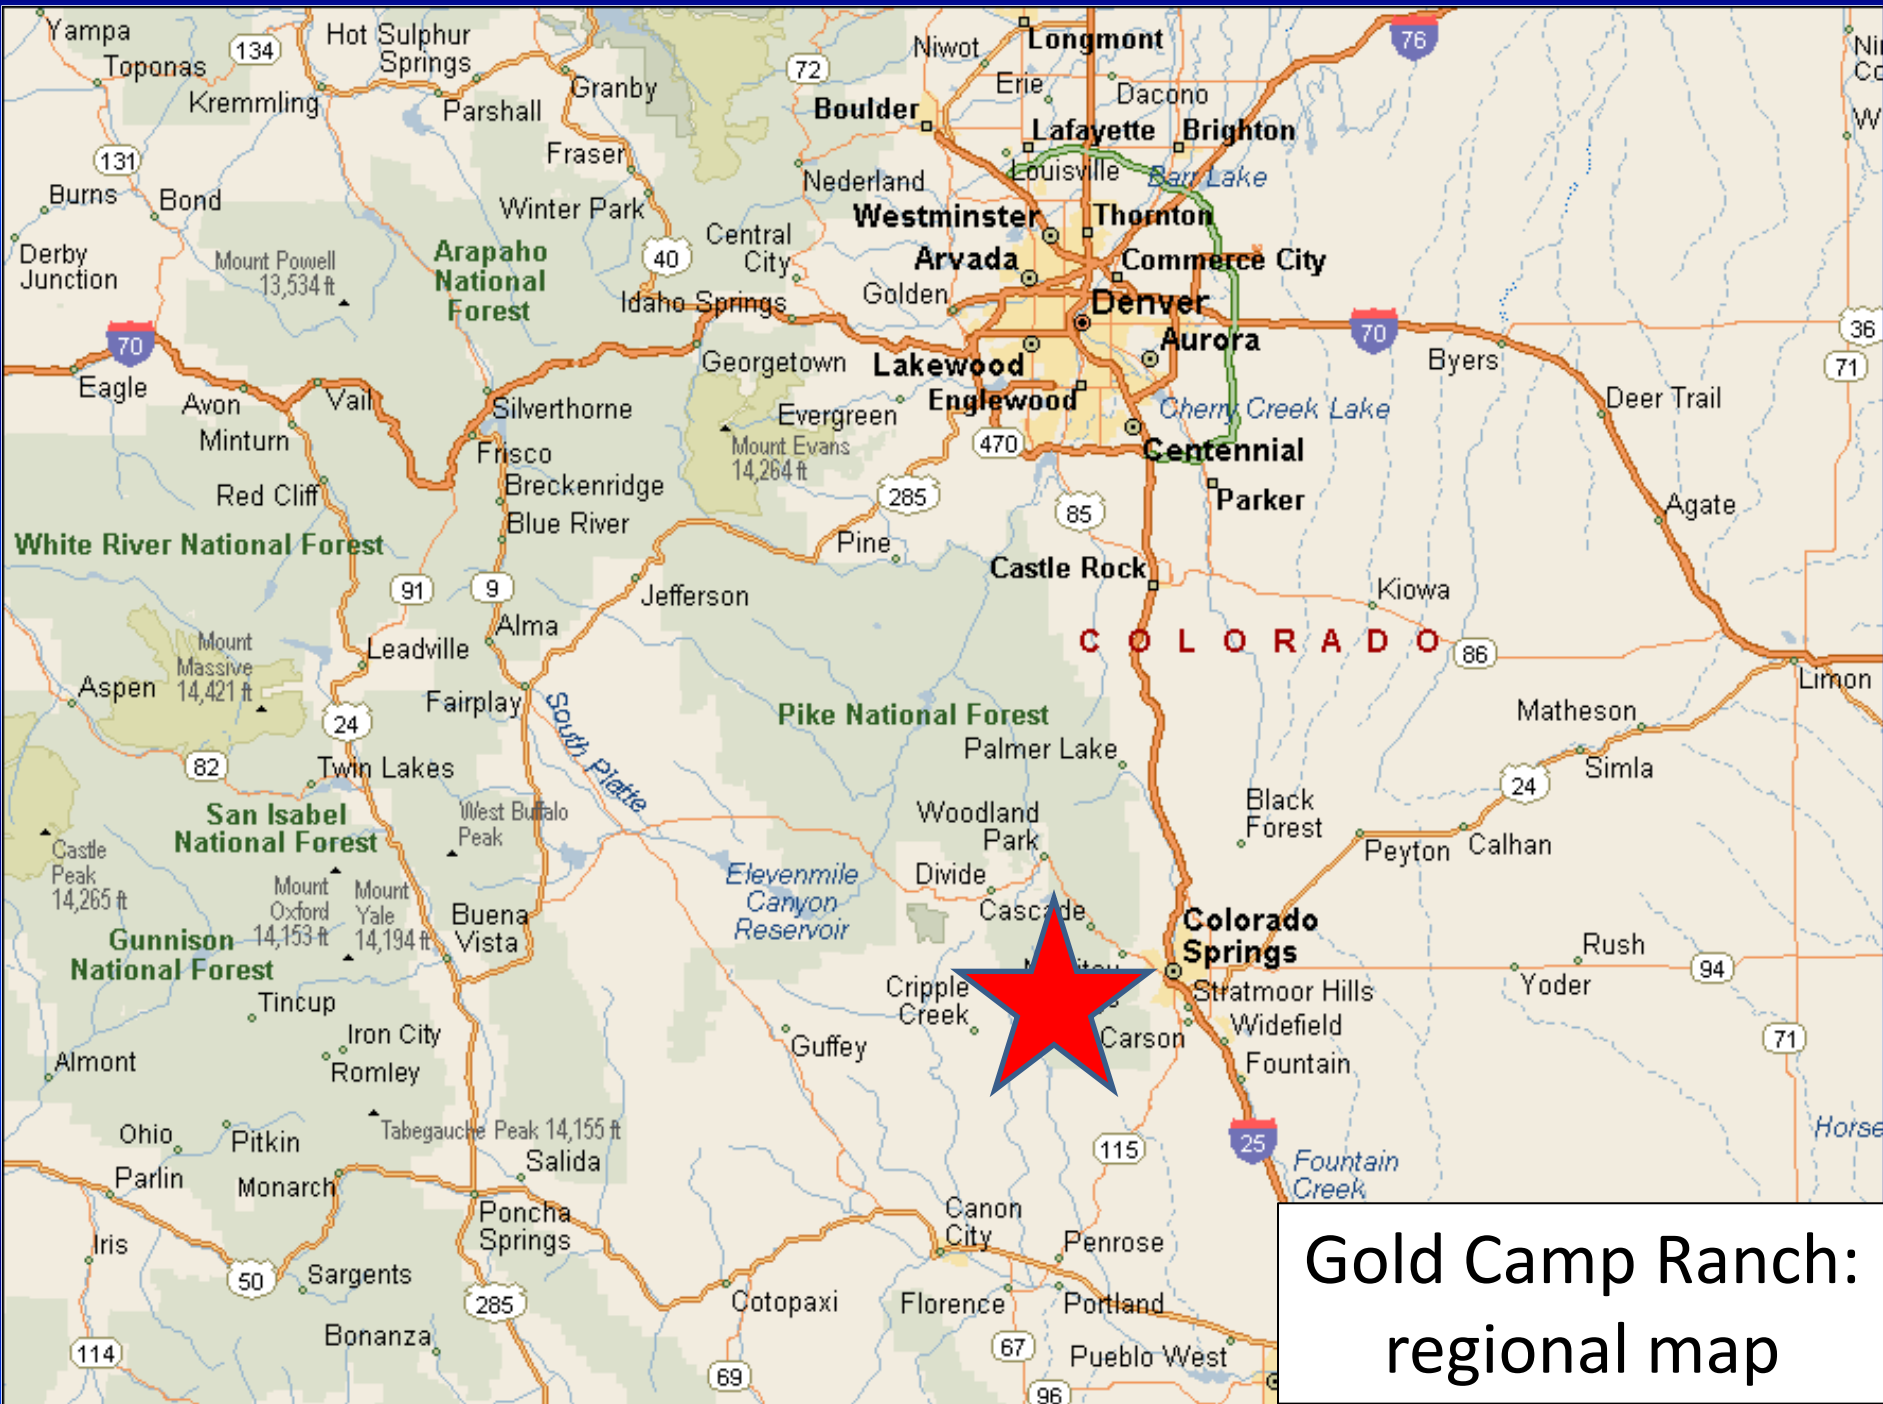 Yampa
134
Hot Sulphur
Springs
Toponas
Kremmling
Parshall
Granby
72
Niwot
Longmont
76
Erie
Dacono
Boulder
Lafayette
Brighton
131
Fraser
Louisville
Barr Lake
Nederland
Burns
Bond
Winter Park
Westminster
Thornton
Derby
Junction
Mount Powell
13,534 ft
Arapaho
National
Forest
40
Central
City
Arvada
Commerce City
Idaho Springs
Golden
Denver
70
70
36
Aurora
Byers
71
Georgetown
Lakewood
Eagle
Avon
Vail
Silverthorne
Evergreen
Englewood
Cherry Creek Lake
Deer Trail
Minturn
Frisco
Mount Evans
14,264 ft
470
Centennial
Red Cliff
Breckenridge
285
85
Parker
Agate
Blue River
White River National Forest
Pine
Castle Rock
91
9
Jefferson
Kiowa
Alma
COLORADO
86
Mount
Massive
14,421 ft
Leadville
Limon
Aspen
Fairplay
South Platte
Pike National Forest
Matheson
24
Palmer Lake
82
Twin Lakes
Simla
24
San Isabel
National Forest
West Buffalo
Peak
Woodland
Park
Black
Forest
Castle
Peak
14,265 ft
Peyton
Calhan
Mount
Oxford
14,153 ft
Mount
Yale
14,194 ft
Elevenmile
Canyon
Reservoir
Divide
Cascade
Buena
Vista
Colorado
Springs
Gunnison
National Forest
Rush
94
Yoder
Tincup
Cripple
Creek
Stratmoor Hills
Iron City
Guffey
Carson
Widefield
71
Almont
Romley
Fountain
Tabegauche Peak 14,155 ft
Ohio
Pitkin
115
25
Horse
Salida
Parlin
Monarch
Fountain
Creek
Poncha
Springs
Canon
City
Penrose
Iris
50
Sargents
285
Cotopaxi
Florence
Portland
Bonanza
114
69
67
Pueblo West
96
Gold Camp Ranch:
regional map